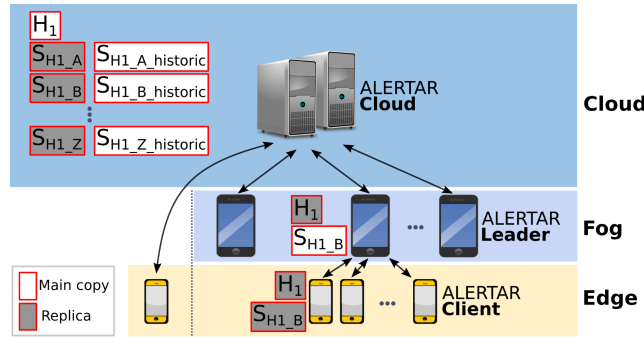 H1
SH1_A SH1_A_historic
SH1_B SH1_B_historic
SH1_Z SH1_Z_historic
ALERTAR
Cloud
Cloud
H1
SH1_B
ALERTAR
Leader
Fog
Main copy
Replica
H1
SH1_B
ALERTAR
Client
Edge